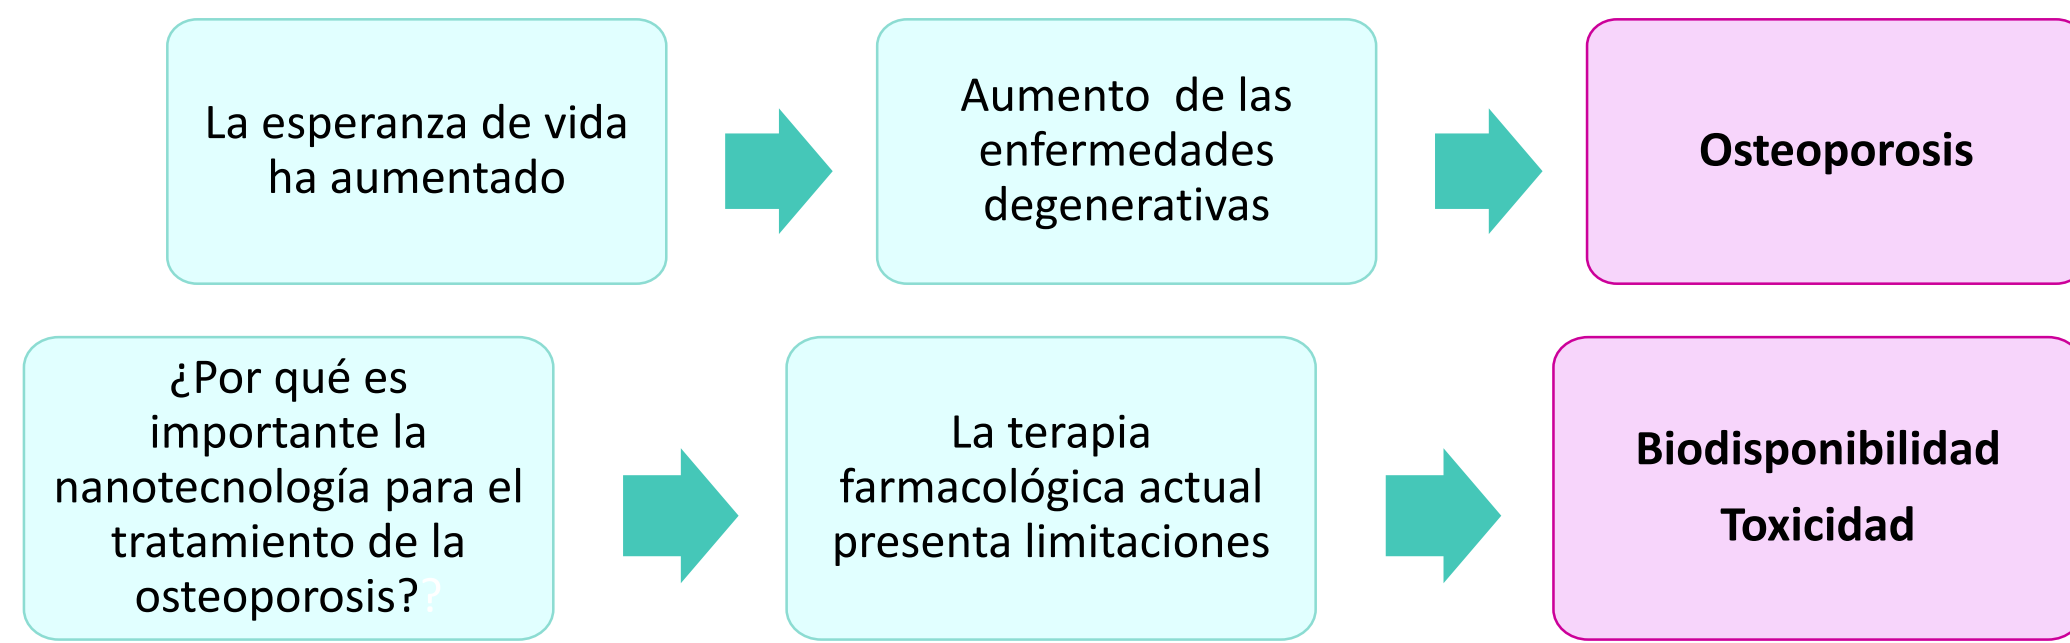 La esperanza de vida
ha aumentado
Aumento  de las
enfermedades
degenerativas
Osteoporosis
¿Por qué es
importante la
nanotecnología para el
tratamiento de la
osteoporosis??
La terapia
farmacológica actual
presenta limitaciones
Biodisponibilidad
Toxicidad